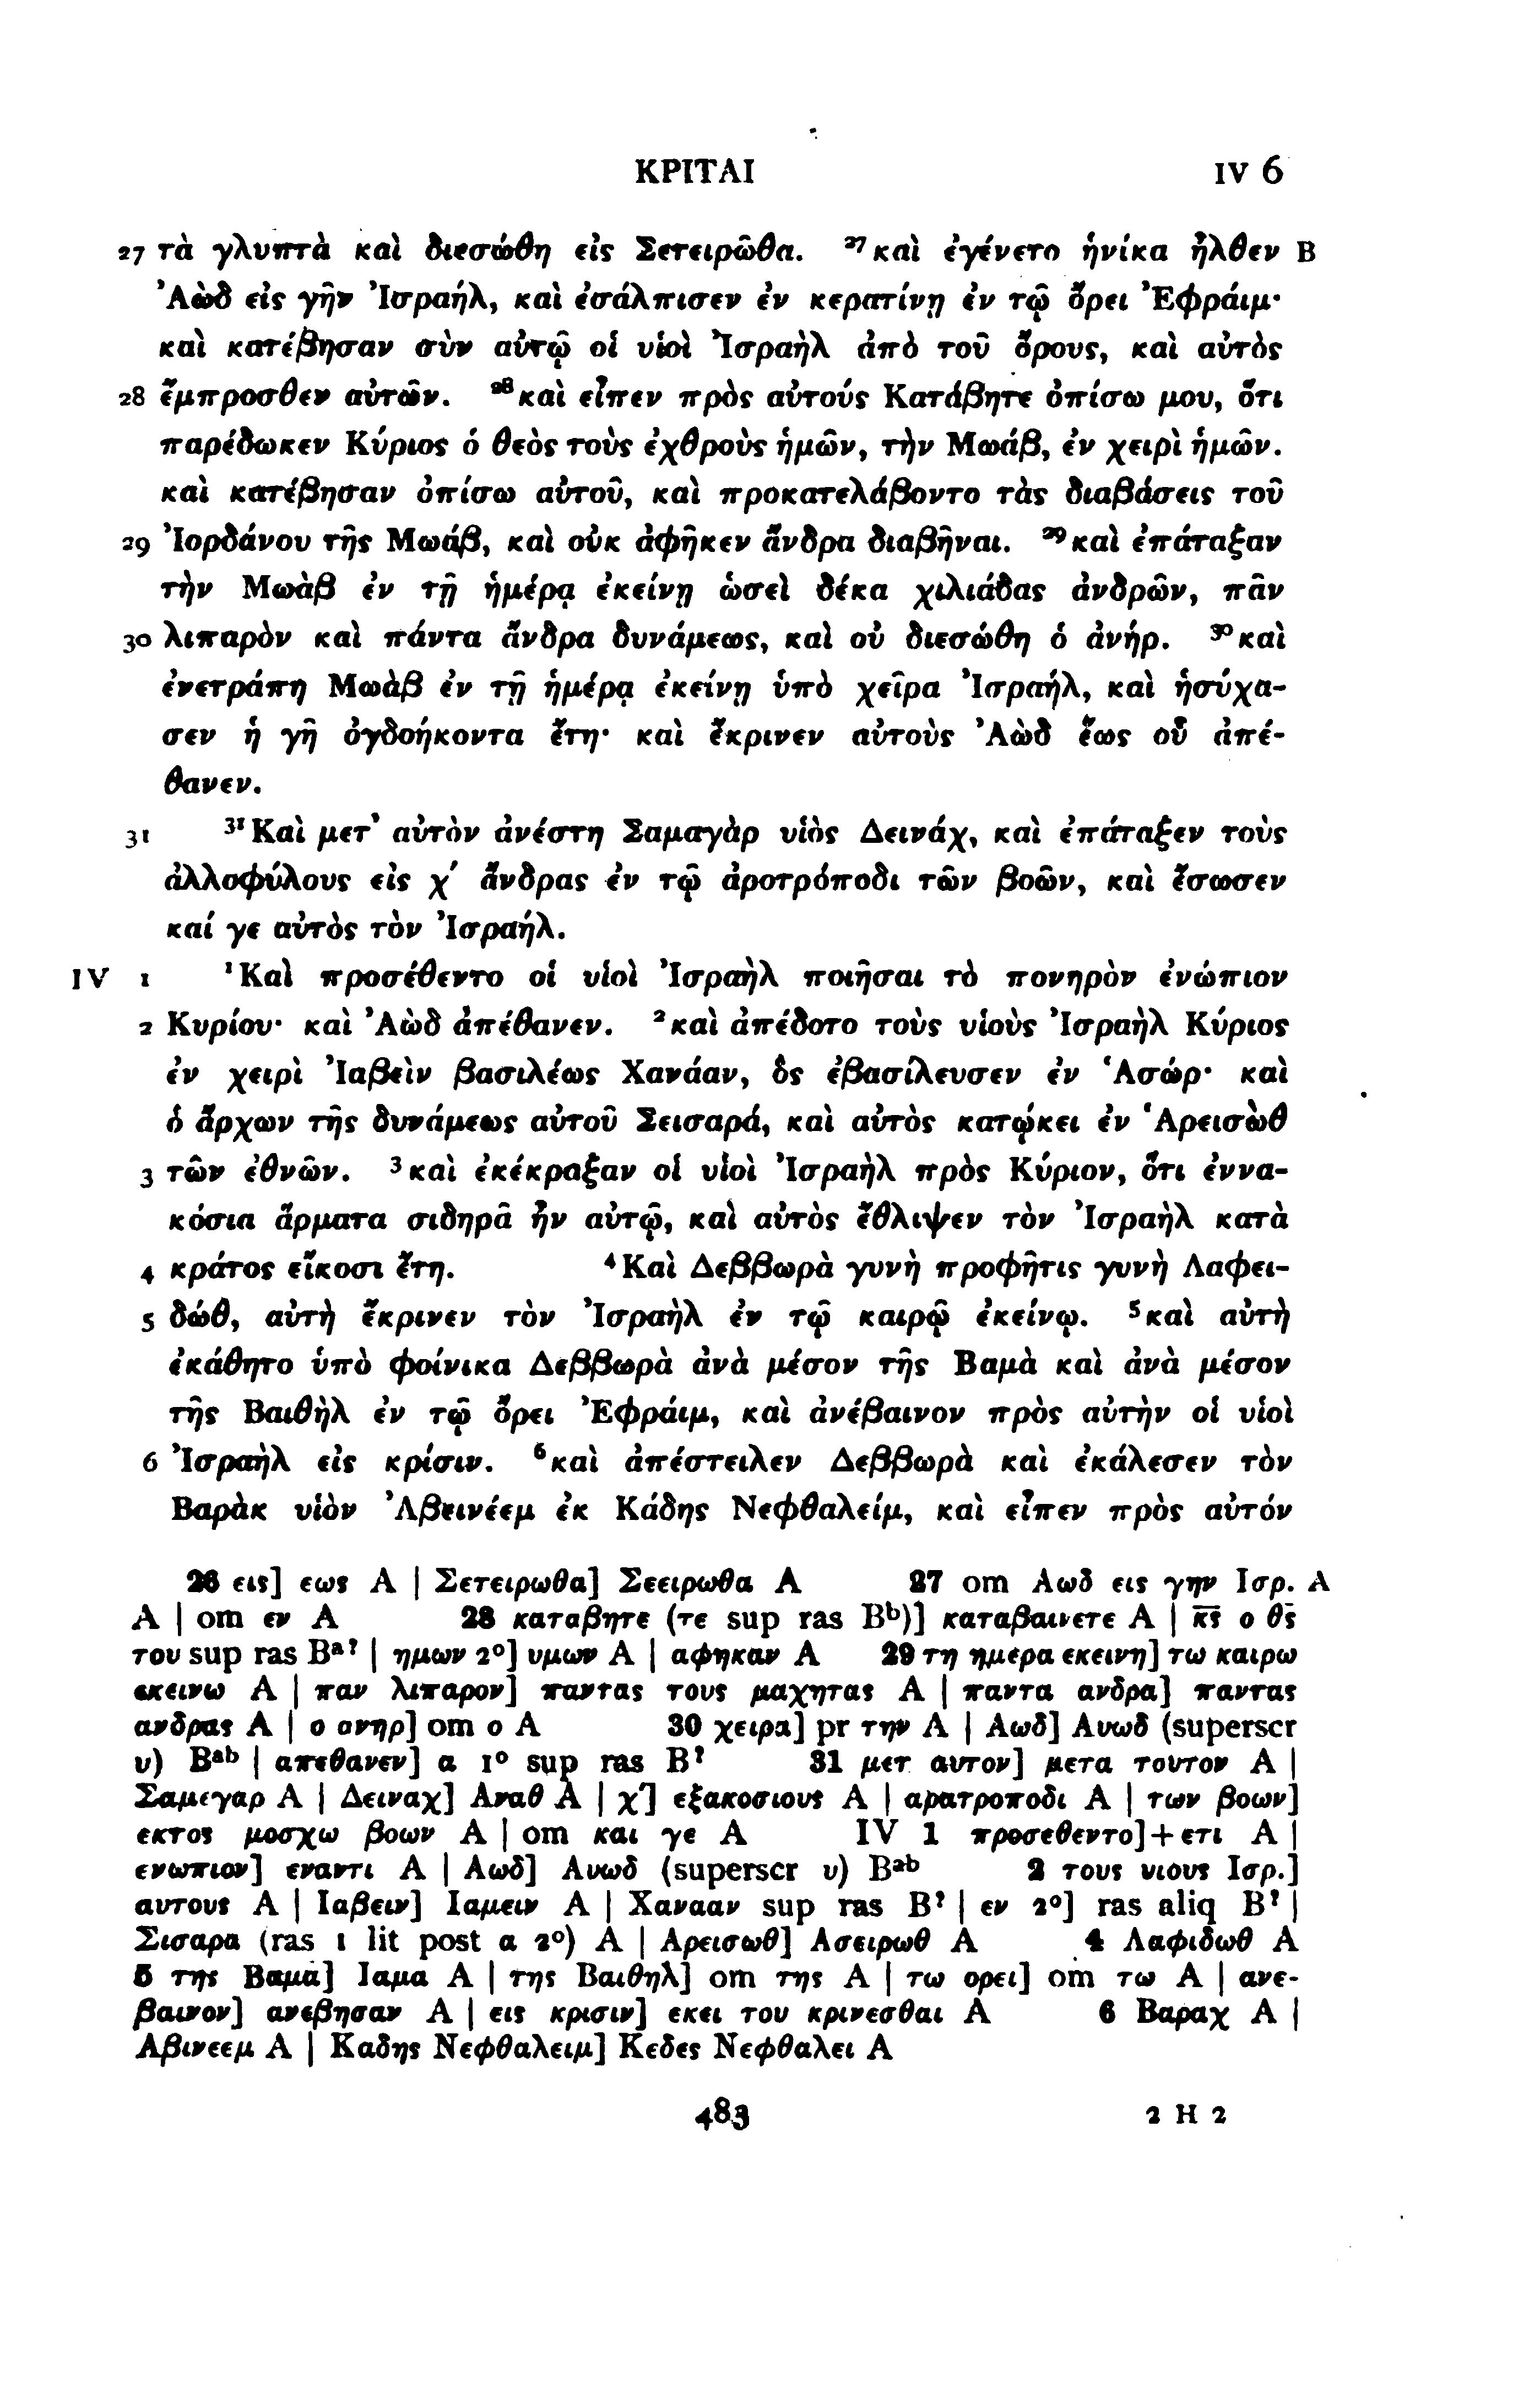 ΚΡΙΤΑΙ IV 6
27 τὰ γλυπτὰ καὶ διεσώθη εἰς Σετειρῶθα. ²⁷καὶ ἐγένετο ἡνίκα ἦλθεν B
Ἀὼδ εἰς γῆν Ἰσραήλ, καὶ ἐσάλπισεν ἐν κερατίνῃ ἐν τῷ ὄρει Ἐφράιμ·
καὶ κατέβησαν σὺν αὐτῷ οἱ υἱοὶ Ἰσραὴλ ἀπὸ τοῦ ὄρους, καὶ αὐτὸς
28 ἔμπροσθεν αὐτῶν. ²⁸καὶ εἶπεν πρὸς αὐτούς Κατάβητε ὀπίσω μου, ὅτι
παρέδωκεν Κύριος ὁ θεὸς τοὺς ἐχθροὺς ἡμῶν, τὴν Μωάβ, ἐν χειρὶ ἡμῶν.
καὶ κατέβησαν ὀπίσω αὐτοῦ, καὶ προκατελάβοντο τὰς διαβάσεις τοῦ
29 Ἰορδάνου τῆς Μωάβ, καὶ οὐκ ἀφῆκεν ἄνδρα διαβῆναι. ²⁹καὶ ἐπάταξαν
τὴν Μωὰβ ἐν τῇ ἡμέρᾳ ἐκείνῃ ὡσεὶ δέκα χιλιάδας ἀνδρῶν, πᾶν
30 λιπαρὸν καὶ πάντα ἄνδρα δυνάμεως, καὶ οὐ διεσώθη ὁ ἀνήρ. ³⁰καὶ
ἐνετράπη Μωὰβ ἐν τῇ ἡμέρᾳ ἐκείνῃ ὑπὸ χεῖρα Ἰσραήλ, καὶ ἡσύχα-
σεν ἡ γῆ ὀγδοήκοντα ἔτη· καὶ ἔκρινεν αὐτοὺς Ἀὼδ ἕως οὗ ἀπέ-
θανεν.
31 ³¹Καὶ μετ’ αὐτὸν ἀνέστη Σαμαγὰρ υἱὸς Δεινάχ, καὶ ἐπάταξεν τοὺς
ἀλλοφύλους εἰς χ´ ἄνδρας ἐν τῷ ἀροτρόποδι τῶν βοῶν, καὶ ἔσωσεν
καί γε αὐτὸς τὸν Ἰσραήλ.
IV 1 ¹Καὶ προσέθεντο οἱ υἱοὶ Ἰσραὴλ ποιῆσαι τὸ πονηρὸν ἐνώπιον
2 Κυρίου· καὶ Ἀὼδ ἀπέθανεν. ²καὶ ἀπέδοτο τοὺς υἱοὺς Ἰσραὴλ Κύριος
ἐν χειρὶ Ἰαβεὶν βασιλέως Χανάαν, ὃς ἐβασίλευσεν ἐν Ἁσώρ· καὶ
ὁ ἄρχων τῆς δυνάμεως αὐτοῦ Σεισαρά, καὶ αὐτὸς κατῴκει ἐν Ἁρεισὼθ
3 τῶν ἐθνῶν. ³καὶ ἐκέκραξαν οἱ υἱοὶ Ἰσραὴλ πρὸς Κύριον, ὅτι ἐννα-
κόσια ἅρματα σιδηρᾶ ἦν αὐτῷ, καὶ αὐτὸς ἔθλιψεν τὸν Ἰσραὴλ κατὰ
4 κράτος εἴκοσι ἔτη. ⁴Καὶ Δεββωρὰ γυνὴ προφῆτις γυνὴ Λαφει-
5 δώθ, αὐτὴ ἔκρινεν τὸν Ἰσραὴλ ἐν τῷ καιρῷ ἐκείνῳ. ⁵καὶ αὐτὴ
ἐκάθητο ὑπὸ φοίνικα Δεββωρὰ ἀνὰ μέσον τῆς Βαμὰ καὶ ἀνὰ μέσον
τῆς Βαιθὴλ ἐν τῷ ὄρει Ἐφράιμ, καὶ ἀνέβαινον πρὸς αὐτὴν οἱ υἱοὶ
6 Ἰσραὴλ εἰς κρίσιν. ⁶καὶ ἀπέστειλεν Δεββωρὰ καὶ ἐκάλεσεν τὸν
Βαρὰκ υἱὸν Ἀβεινέεμ ἐκ Κάδης Νεφθαλείμ, καὶ εἶπεν πρὸς αὐτόν
26 εις] εως A | Σετειρωθα] Σεειρωθα A 27 om Αωδ εις γην Ισρ. A
A | om εν A 28 καταβητε (τε sup ras Bᵇ)] καταβαινετε A | κ̅ς̅ ο θ̅ς̅
του sup ras Bᵃ? | ημων 2°] υμων A | αφηκαν A 29 τη ημερα εκεινη] τω καιρω
εκεινω A | παν λιπαρον] παντας τους μαχητας A | παντα ανδρα] παντας
ανδρας A | ο ανηρ] om ο A 30 χειρα] pr την A | Αωδ] Αυωδ (superscr
υ) Bᵃᵇ | απεθανεν] α 1° sup ras B? 31 μετ αυτον] μετα τουτον A |
Σαμεγαρ A | Δειναχ] Αναθ A | χ´] εξακοσιους A | αρατροποδι A | των βοων]
εκτος μοσχω βοων A | om και γε A IV 1 προσεθεντο]+ετι A |
ενωπιον] εναντι A | Αωδ] Αυωδ (superscr υ) Bᵃᵇ 2 τους υιους Ισρ.]
αυτους A | Ιαβειν] Ιαμειν A | Χανααν sup ras B? | εν 2°] ras aliq B? |
Σισαρα (ras 1 lit post α 2°) A | Αρεισωθ] Ασειρωθ A 4 Λαφιδωθ A
5 της Βαμα] Ιαμα A | της Βαιθηλ] om της A | τω ορει] om τω A | ανε-
βαινον] ανεβησαν A | εις κρισιν] εκει του κρινεσθαι A 6 Βαραχ A |
Αβινεεμ A | Καδης Νεφθαλειμ] Κεδες Νεφθαλει A
483 2 H 2